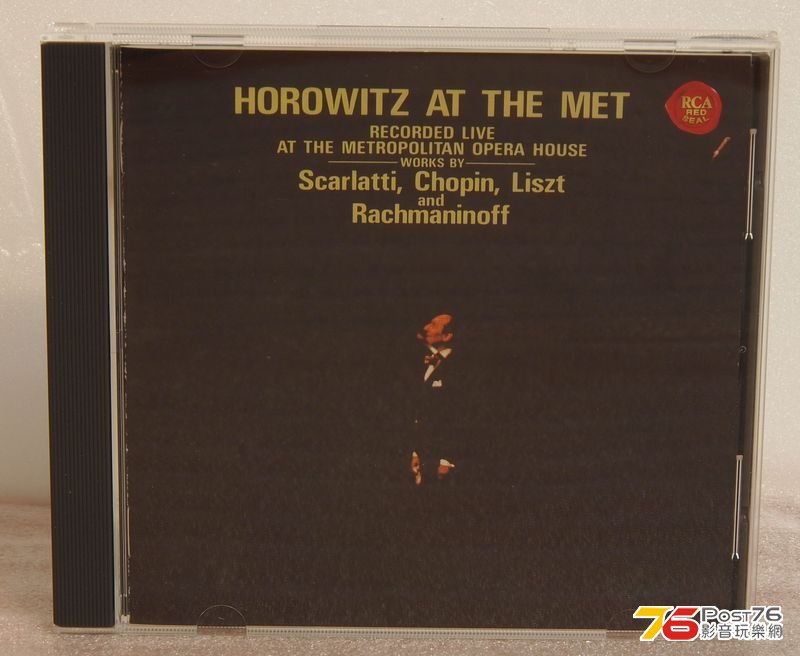 HOROWITZ AT THE MET
RCA
RED
SEAL
RECORDED LIVE
AT THE METROPOLITAN OPERA HOUSE
WORKS BY
Scarlatti, Chopin, Liszt
and
Rachmaninoff
76 Post76
影音玩樂網